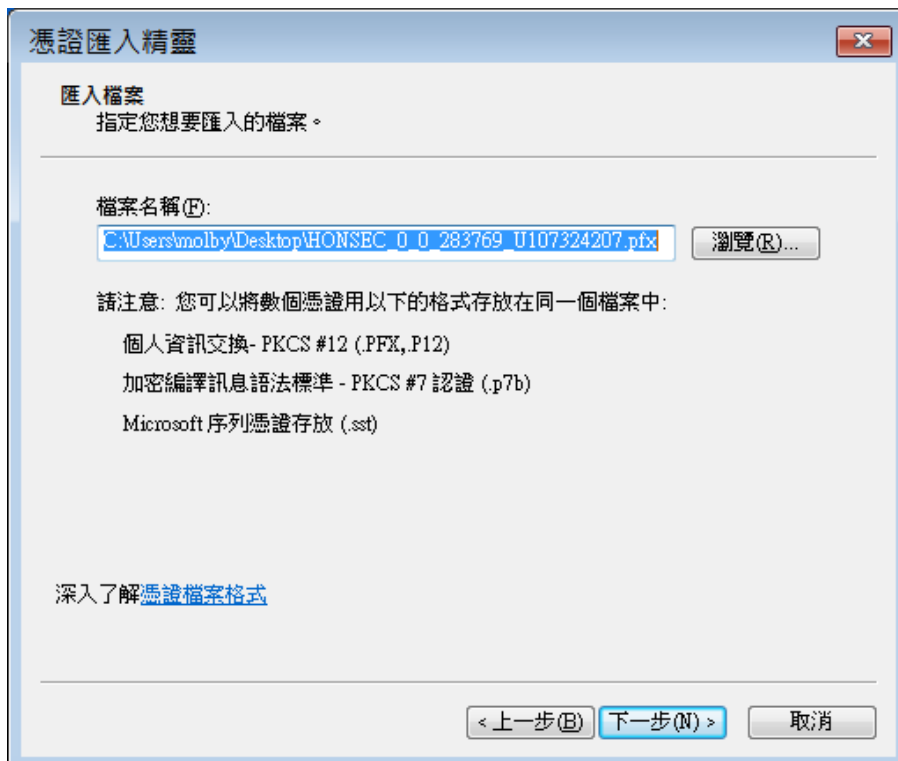 憑證匯入精靈
匯入檔案
指定您想要匯入的檔案。
檔案名稱(F):
C:\Users\molby\Desktop\HONSEC_0_0_283769_U107324207.pfx
瀏覽(R)...
請注意: 您可以將數個憑證用以下的格式存放在同一個檔案中:
個人資訊交換- PKCS #12 (.PFX,.P12)
加密編譯訊息語法標準 - PKCS #7 認證 (.p7b)
Microsoft 序列憑證存放 (.sst)
深入了解憑證檔案格式
< 上一步(B)
下一步(N) >
取消